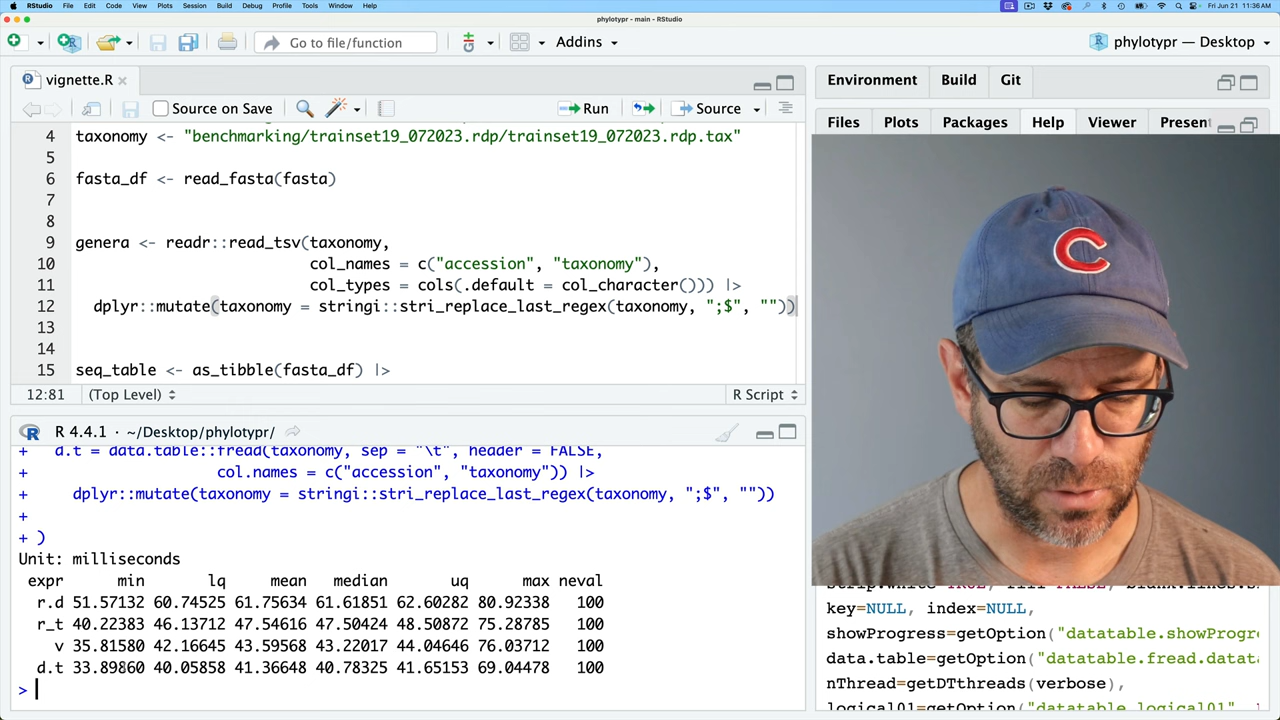 RStudio File Edit Code View Plots Session Build Debug Profile Tools Window Help Fri Jun 21 11:36 AM
phylotypr - main - RStudio
Go to file/function Addins phylotypr — Desktop
vignette.R
Source on Save Run Source
4 taxonomy <- "benchmarking/trainset19_072023.rdp/trainset19_072023.rdp.tax"
5
6 fasta_df <- read_fasta(fasta)
7
8
9 genera <- readr::read_tsv(taxonomy,
10 col_names = c("accession", "taxonomy"),
11 col_types = cols(.default = col_character())) |>
12 dplyr::mutate(taxonomy = stringi::stri_replace_last_regex(taxonomy, ";$", ""))
13
14
15 seq_table <- as_tibble(fasta_df) |>
12:81 (Top Level) R Script
R 4.4.1 · ~/Desktop/phylotypr/
+ d.t = data.table::fread(taxonomy, sep = "\t", header = FALSE,
+ col.names = c("accession", "taxonomy")) |>
+ dplyr::mutate(taxonomy = stringi::stri_replace_last_regex(taxonomy, ";$", ""))
+
+ )
Unit: milliseconds
expr min lq mean median uq max neval
r.d 51.57132 60.74525 61.75634 61.61851 62.60282 80.92338 100
r_t 40.22383 46.13712 47.54616 47.50424 48.50872 75.28785 100
v 35.81580 42.16645 43.59568 43.22017 44.04646 76.03712 100
d.t 33.89860 40.05858 41.36648 40.78325 41.65153 69.04478 100
>
Environment Build Git
Files Plots Packages Help Viewer Present
C
key=NULL, index=NULL,
showProgress=getOption("datatable.showProgre
data.table=getOption("datatable.fread.datata
nThread=getDTthreads(verbose),
logical01=getOption("datatable.logical01",